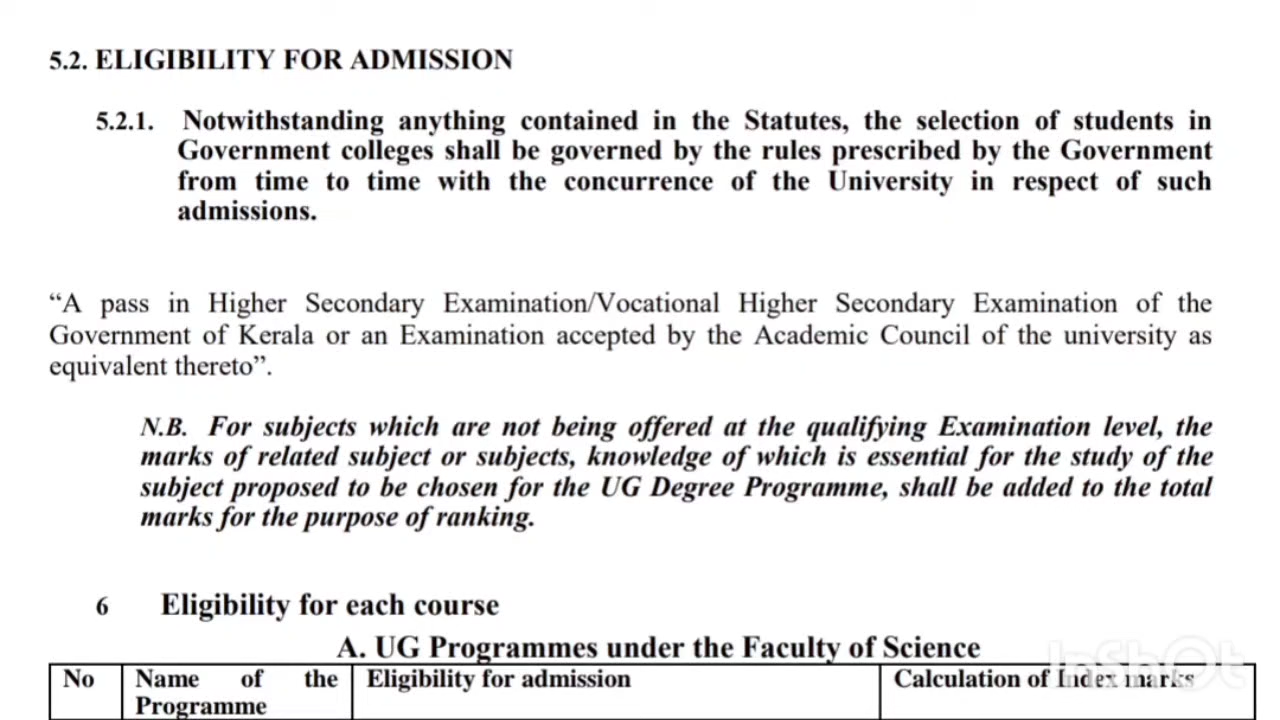 5.2. ELIGIBILITY FOR ADMISSION
5.2.1. Notwithstanding anything contained in the Statutes, the selection of students in
Government colleges shall be governed by the rules prescribed by the Government
from time to time with the concurrence of the University in respect of such
admissions.
“A pass in Higher Secondary Examination/Vocational Higher Secondary Examination of the
Government of Kerala or an Examination accepted by the Academic Council of the university as
equivalent thereto”.
N.B. For subjects which are not being offered at the qualifying Examination level, the
marks of related subject or subjects, knowledge of which is essential for the study of the
subject proposed to be chosen for the UG Degree Programme, shall be added to the total
marks for the purpose of ranking.
6 Eligibility for each course
A. UG Programmes under the Faculty of Science
No Name of the Eligibility for admission Calculation of Index marks
Programme
InShOt